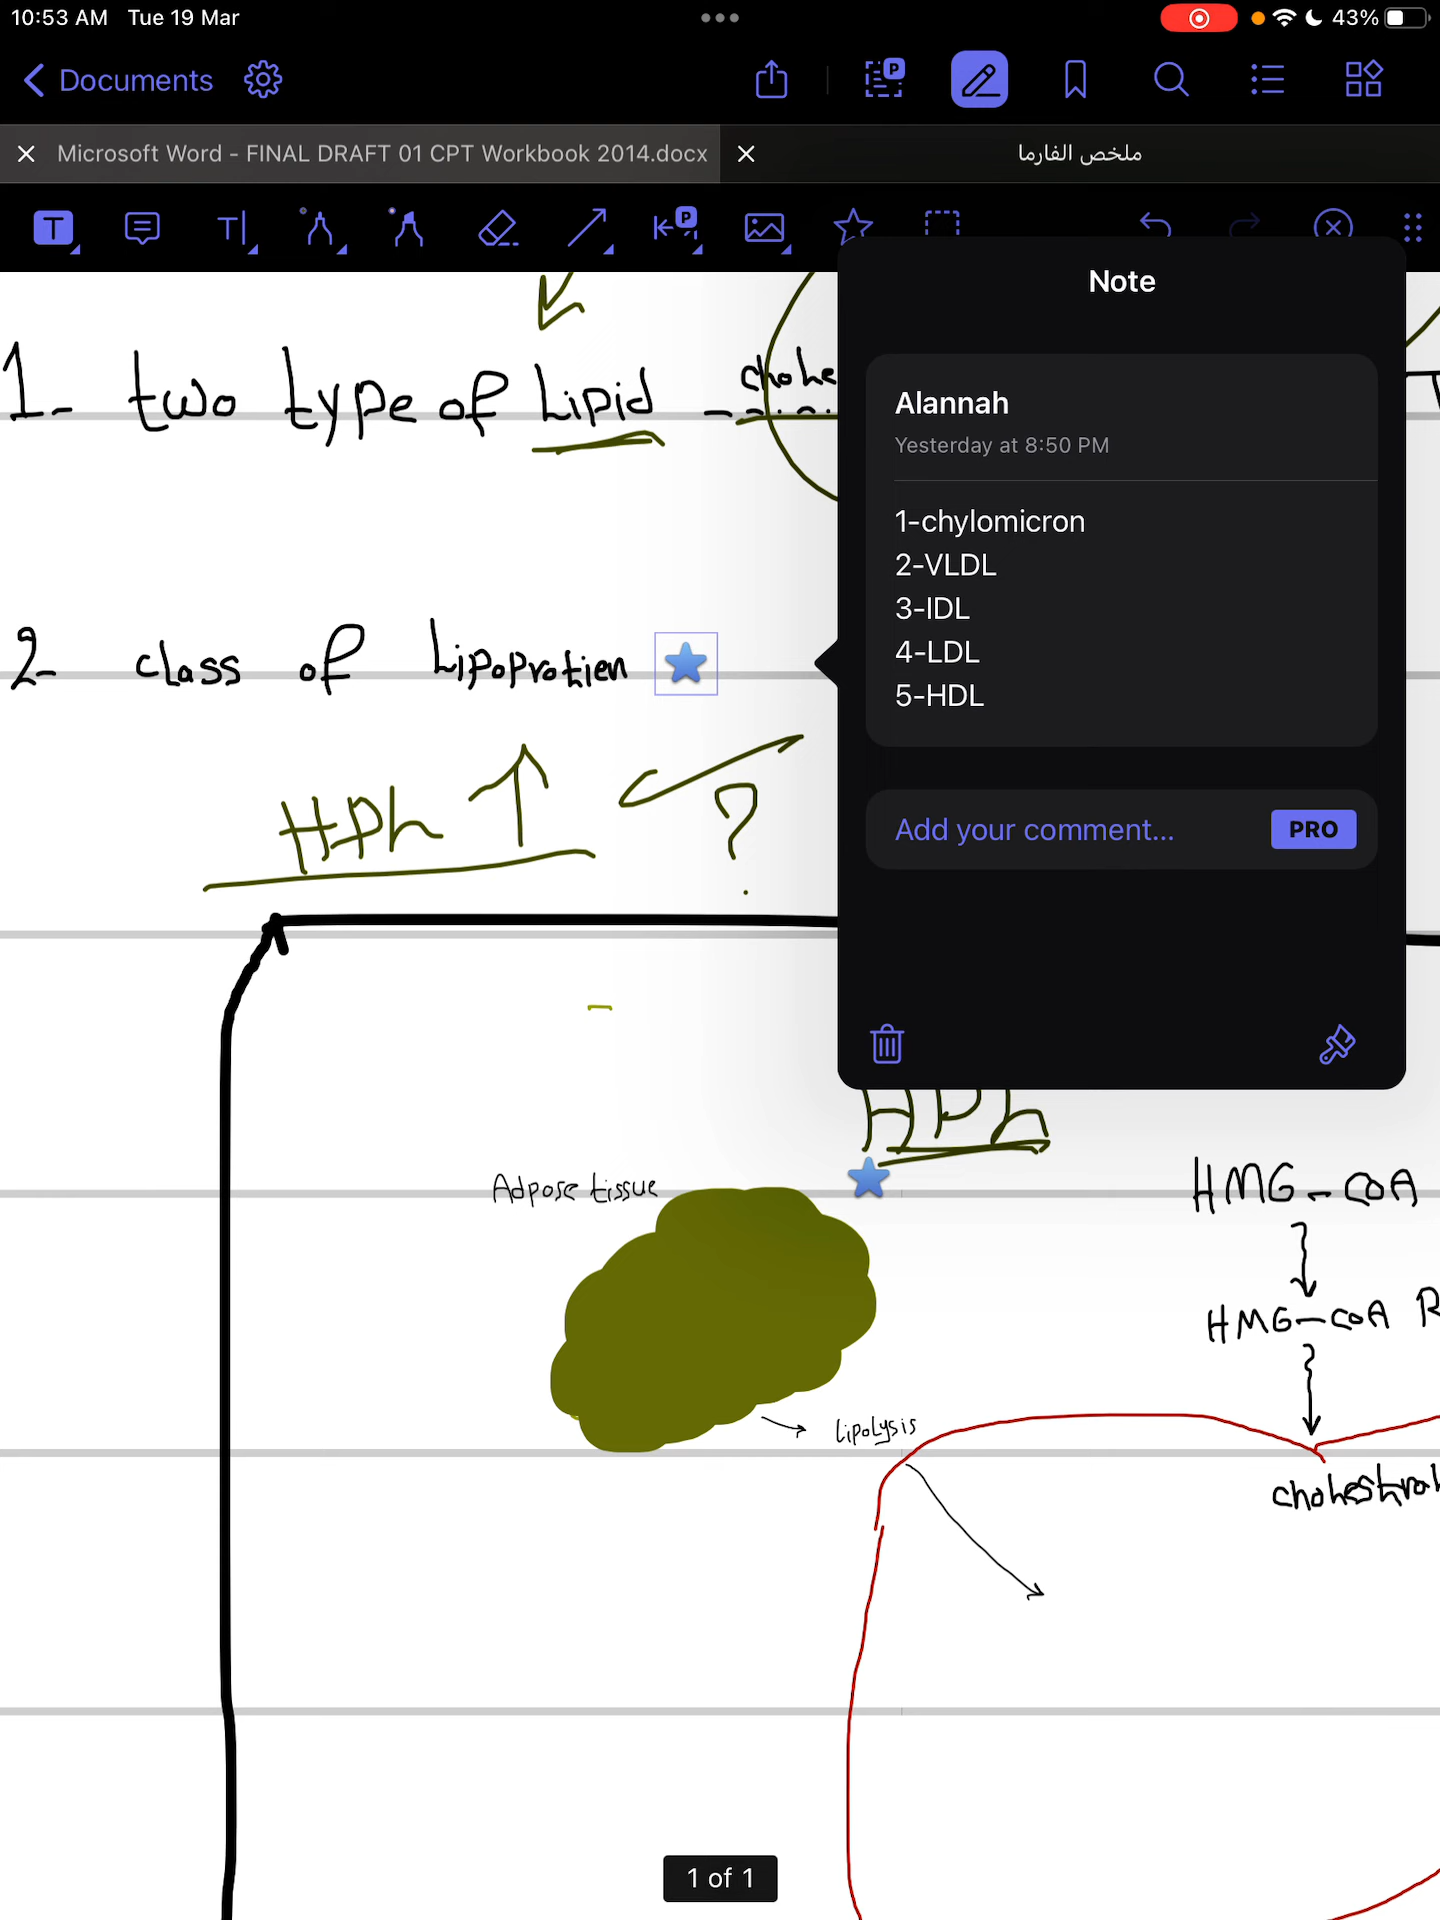 10:53 AM Tue 19 Mar
43%
Documents
Microsoft Word - FINAL DRAFT 01 CPT Workbook 2014.docx
ملخص الفارما
Note
Alannah
Yesterday at 8:50 PM
1-chylomicron
2-VLDL
3-IDL
4-LDL
5-HDL
Add your comment... PRO
1- two type of Lipid - chole
2- class of Lipoprotien
HPh ↑ ?
HPh
Adpose tissue
HMG-COA
HMG-COA R
Lipolysis
cholestrol
1 of 1